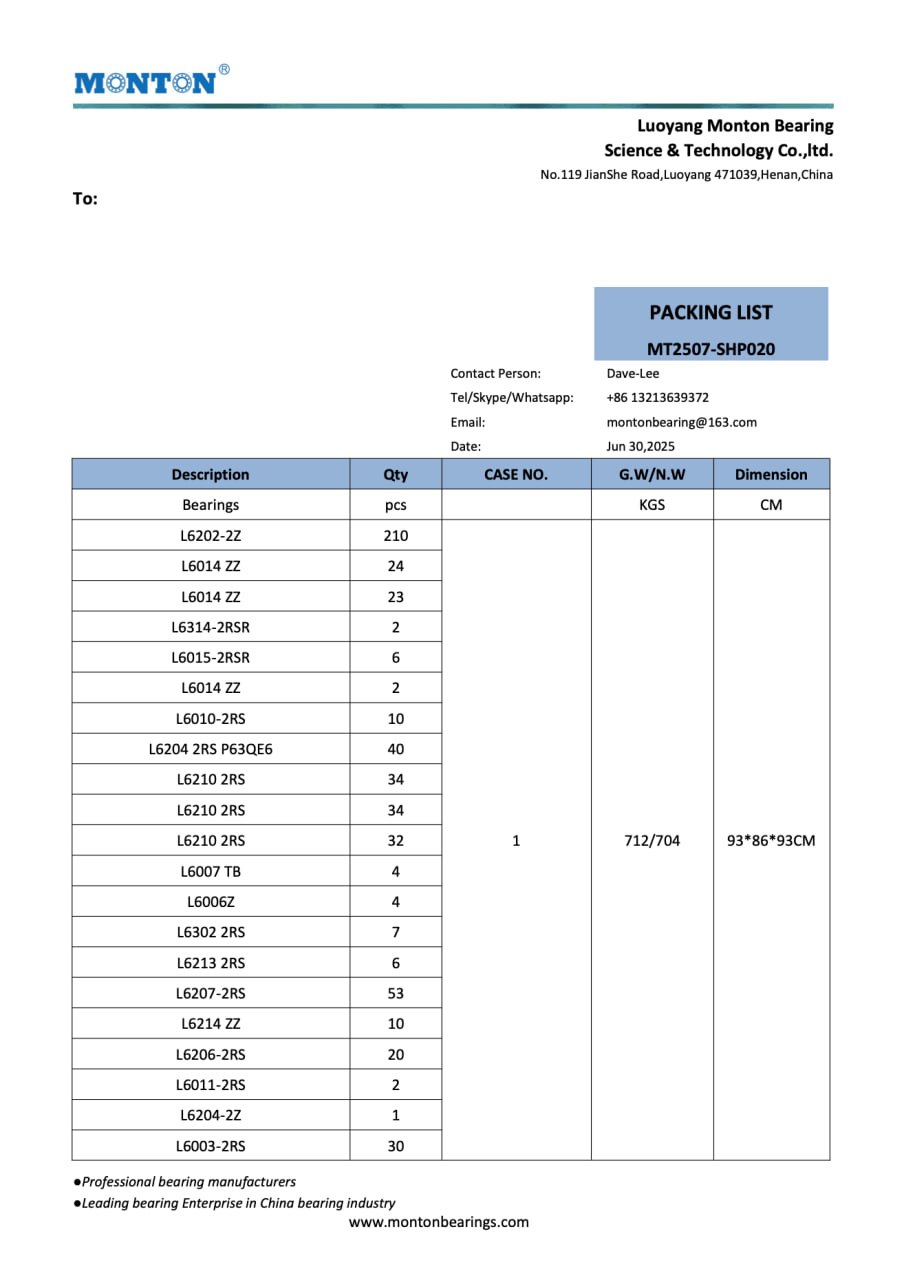 MONTON®
Luoyang Monton Bearing
Science & Technology Co.,ltd.
No.119 JianShe Road,Luoyang 471039,Henan,China
To:
PACKING LIST
MT2507-SHP020
Contact Person: Dave-Lee
Tel/Skype/Whatsapp: +86 13213639372
Email: montonbearing@163.com
Date: Jun 30,2025
Description Qty CASE NO. G.W/N.W Dimension
Bearings pcs KGS CM
L6202-2Z 210
L6014 ZZ 24
L6014 ZZ 23
L6314-2RSR 2
L6015-2RSR 6
L6014 ZZ 2
L6010-2RS 10
L6204 2RS P63QE6 40
L6210 2RS 34
L6210 2RS 34
L6210 2RS 32 1 712/704 93*86*93CM
L6007 TB 4
L6006Z 4
L6302 2RS 7
L6213 2RS 6
L6207-2RS 53
L6214 ZZ 10
L6206-2RS 20
L6011-2RS 2
L6204-2Z 1
L6003-2RS 30
●Professional bearing manufacturers
●Leading bearing Enterprise in China bearing industry
www.montonbearings.com